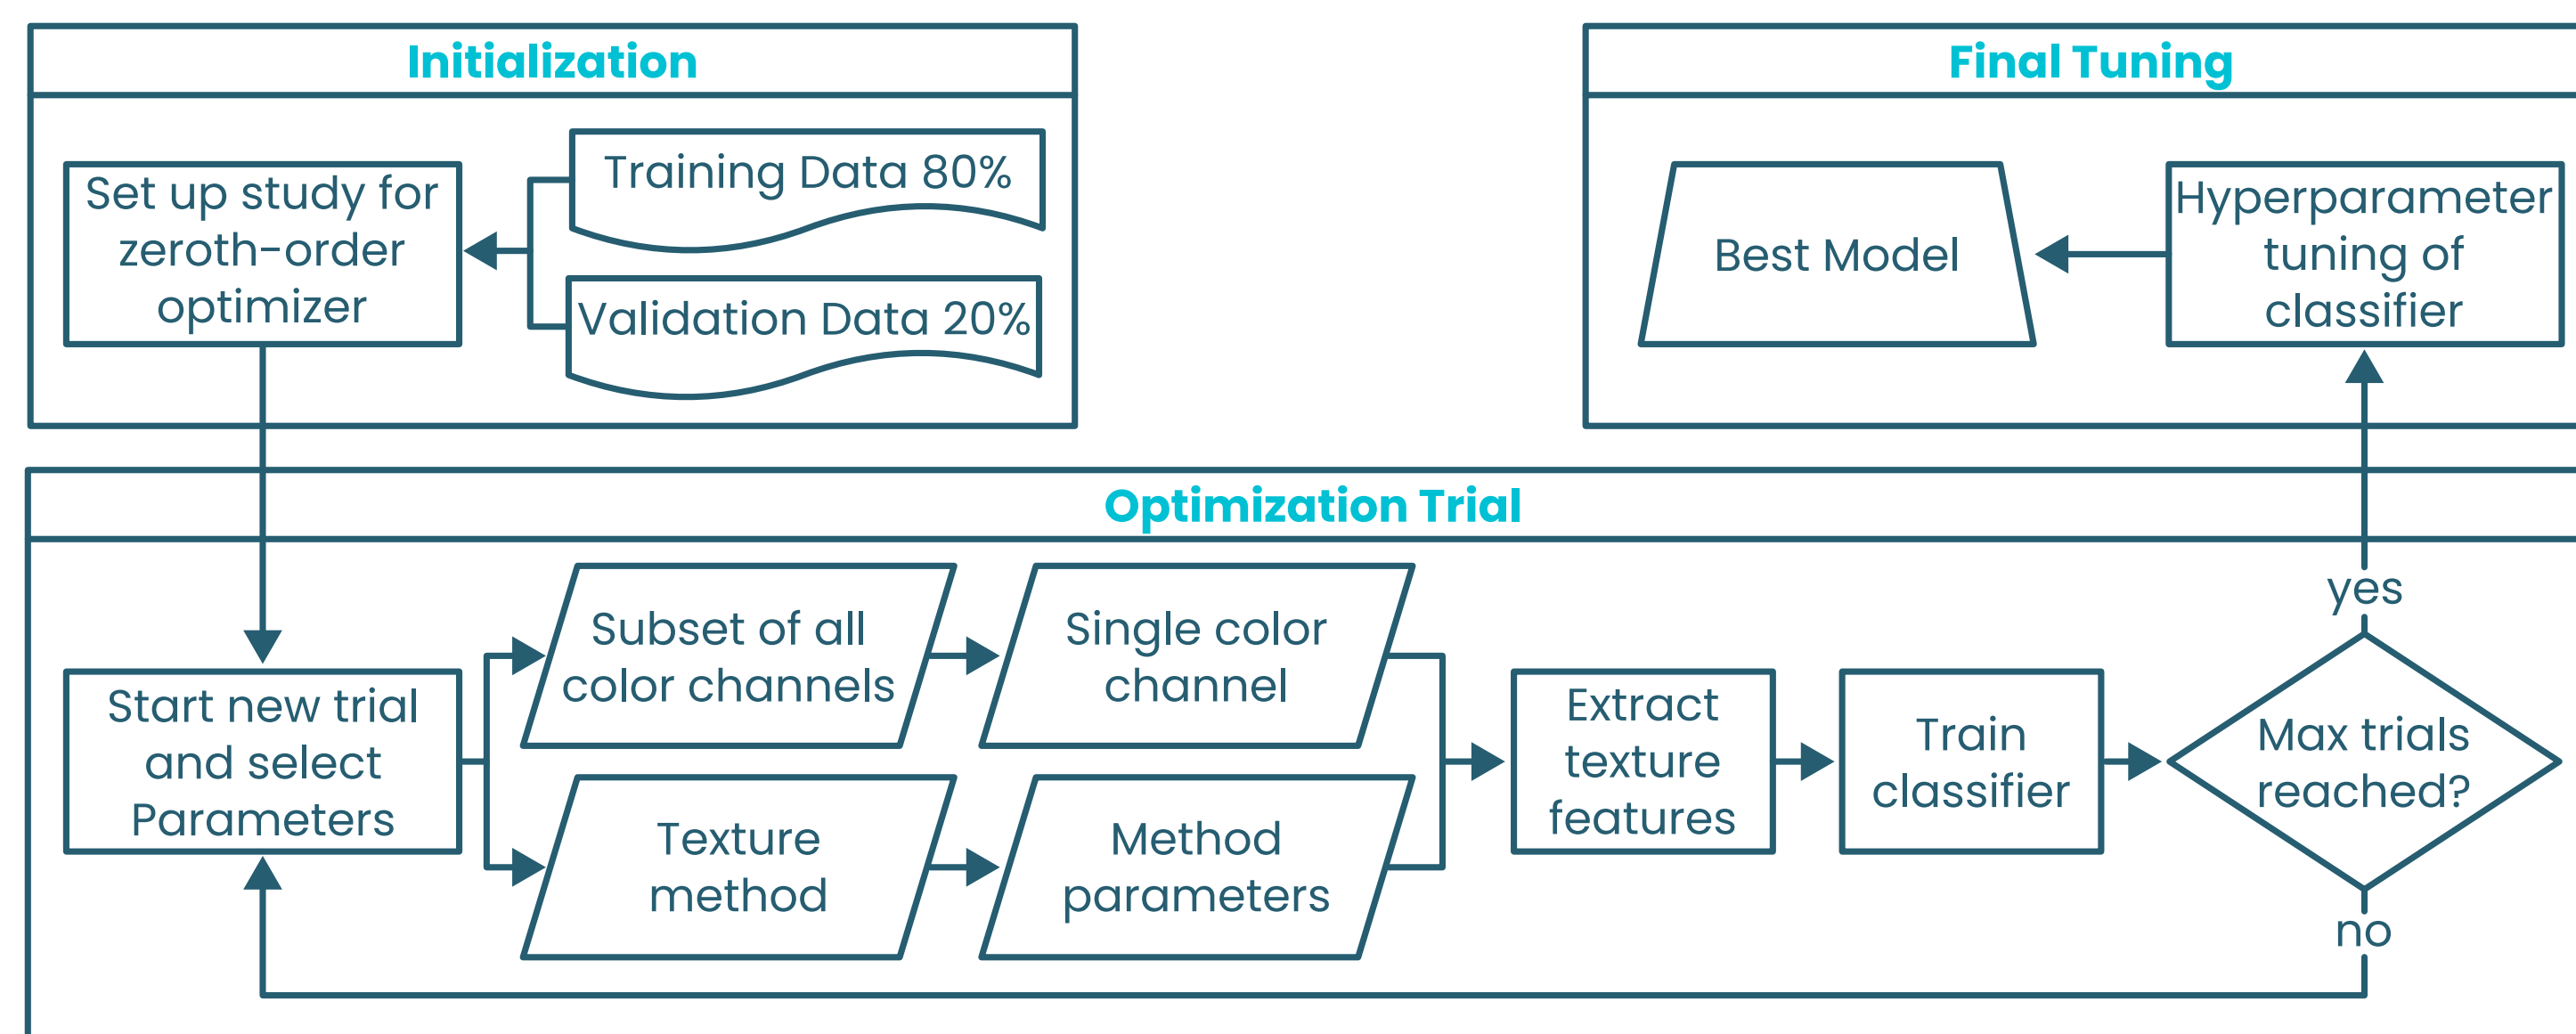 Initialization
Set up study for
zeroth-order
optimizer
Training Data 80%
Validation Data 20%
Final Tuning
Best Model
Hyperparameter
tuning of
classifier
Optimization Trial
Start new trial
and select
Parameters
Subset of all
color channels
Single color
channel
Texture
method
Method
parameters
Extract
texture
features
Train
classifier
yes
Max trials
reached?
no